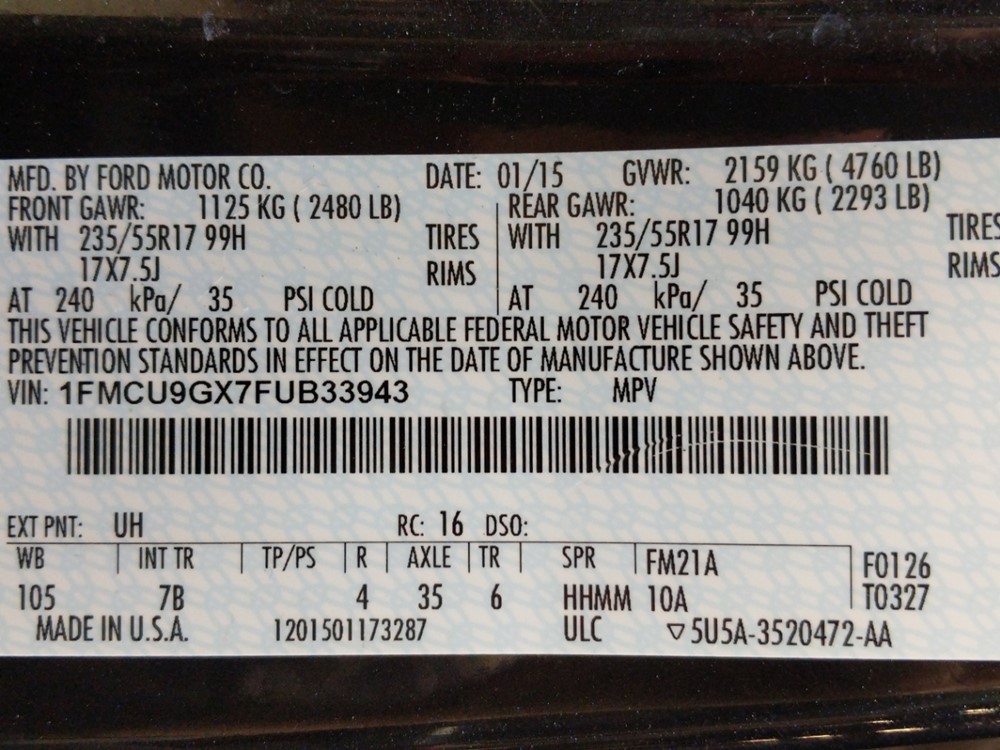 MFD. BY FORD MOTOR CO. DATE: 01/15 GVWR: 2159 KG ( 4760 LB)
FRONT GAWR: 1125 KG ( 2480 LB) REAR GAWR: 1040 KG ( 2293 LB)
WITH 235/55R17 99H TIRES WITH 235/55R17 99H TIRES
17X7.5J RIMS 17X7.5J RIMS
AT 240 kPa/ 35 PSI COLD AT 240 kPa/ 35 PSI COLD
THIS VEHICLE CONFORMS TO ALL APPLICABLE FEDERAL MOTOR VEHICLE SAFETY AND THEFT
PREVENTION STANDARDS IN EFFECT ON THE DATE OF MANUFACTURE SHOWN ABOVE.
VIN: 1FMCU9GX7FUB33943 TYPE: MPV
EXT PNT: UH RC: 16 DSO:
WB INT TR TP/PS R AXLE TR SPR FM21A F0126
105 7B 4 35 6 HHMM 10A T0327
MADE IN U.S.A. 1201501173287 ULC ▽5U5A-3520472-AA